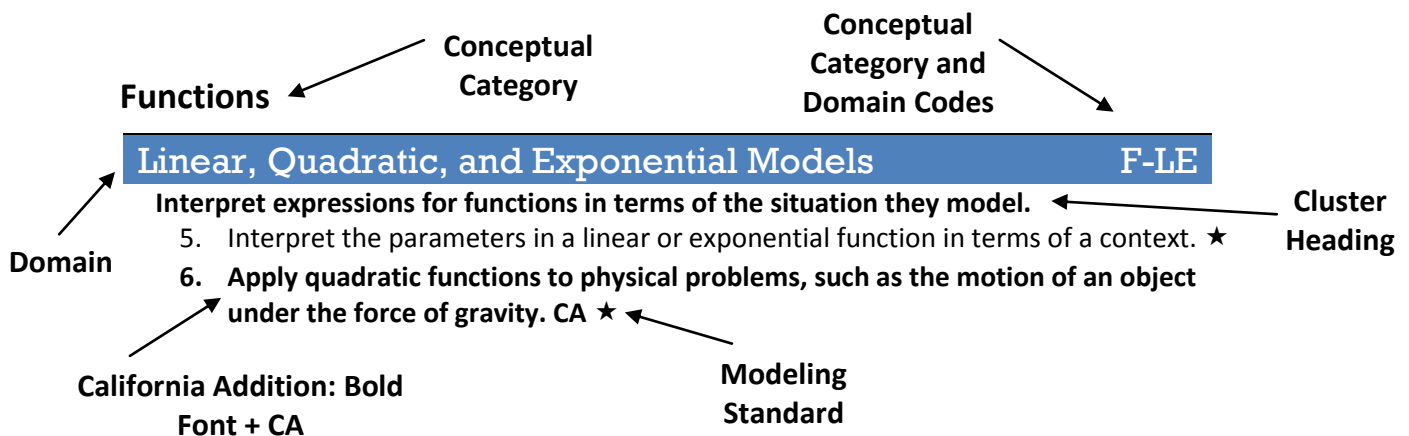 Conceptual
Category
Conceptual
Category and
Domain Codes
Functions
Linear, Quadratic, and Exponential Models F-LE
Interpret expressions for functions in terms of the situation they model.
Cluster
Heading
5. Interpret the parameters in a linear or exponential function in terms of a context. ★
Domain
6. Apply quadratic functions to physical problems, such as the motion of an object
under the force of gravity. CA ★
California Addition: Bold
Font + CA
Modeling
Standard